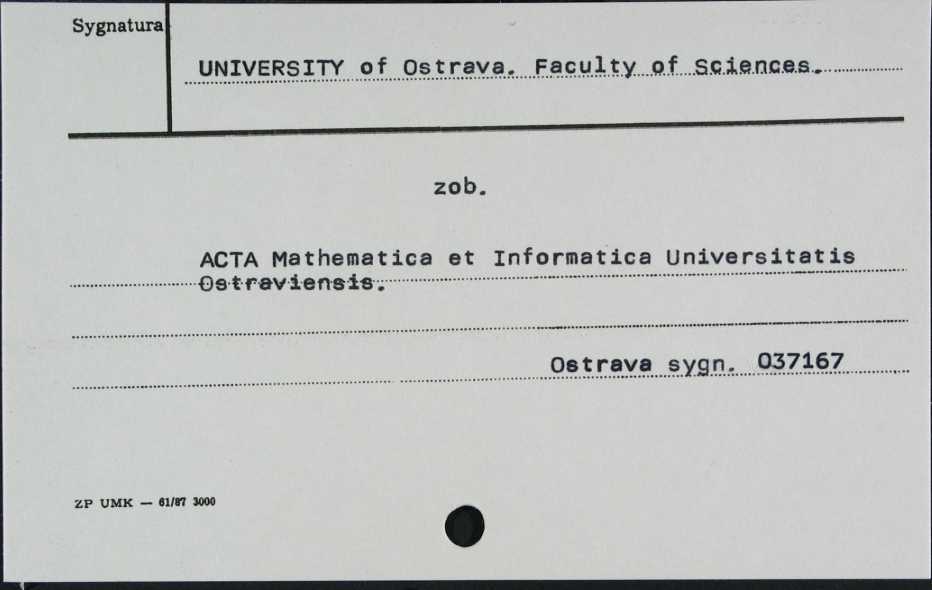 Sygnatura
UNIVERSITY of Ostrava. Faculty of Sciences.
zob.
ACTA Mathematica et Informatica Universitatis
Ostraviensis.
Ostrava sygn. 037167
ZP UMK — 61/87 3000